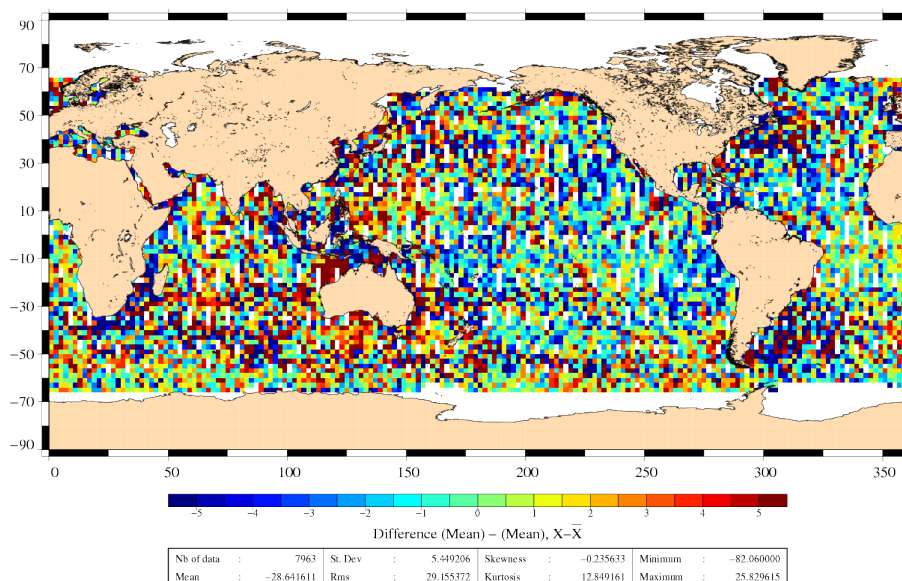 90
70
50
30
10
−10
−30
−50
−70
−90
0 50 100 150 200 250 300 350
−5 −4 −3 −2 −1 0 1 2 3 4 5
Difference (Mean) − (Mean), X−X̅
Nb of data : 7963 St. Dev : 5.449206 Skewness : −0.235633 Minimum : −82.060000
Mean : −28.641611 Rms : 29.155372 Kurtosis : 12.849161 Maximum : 25.829615